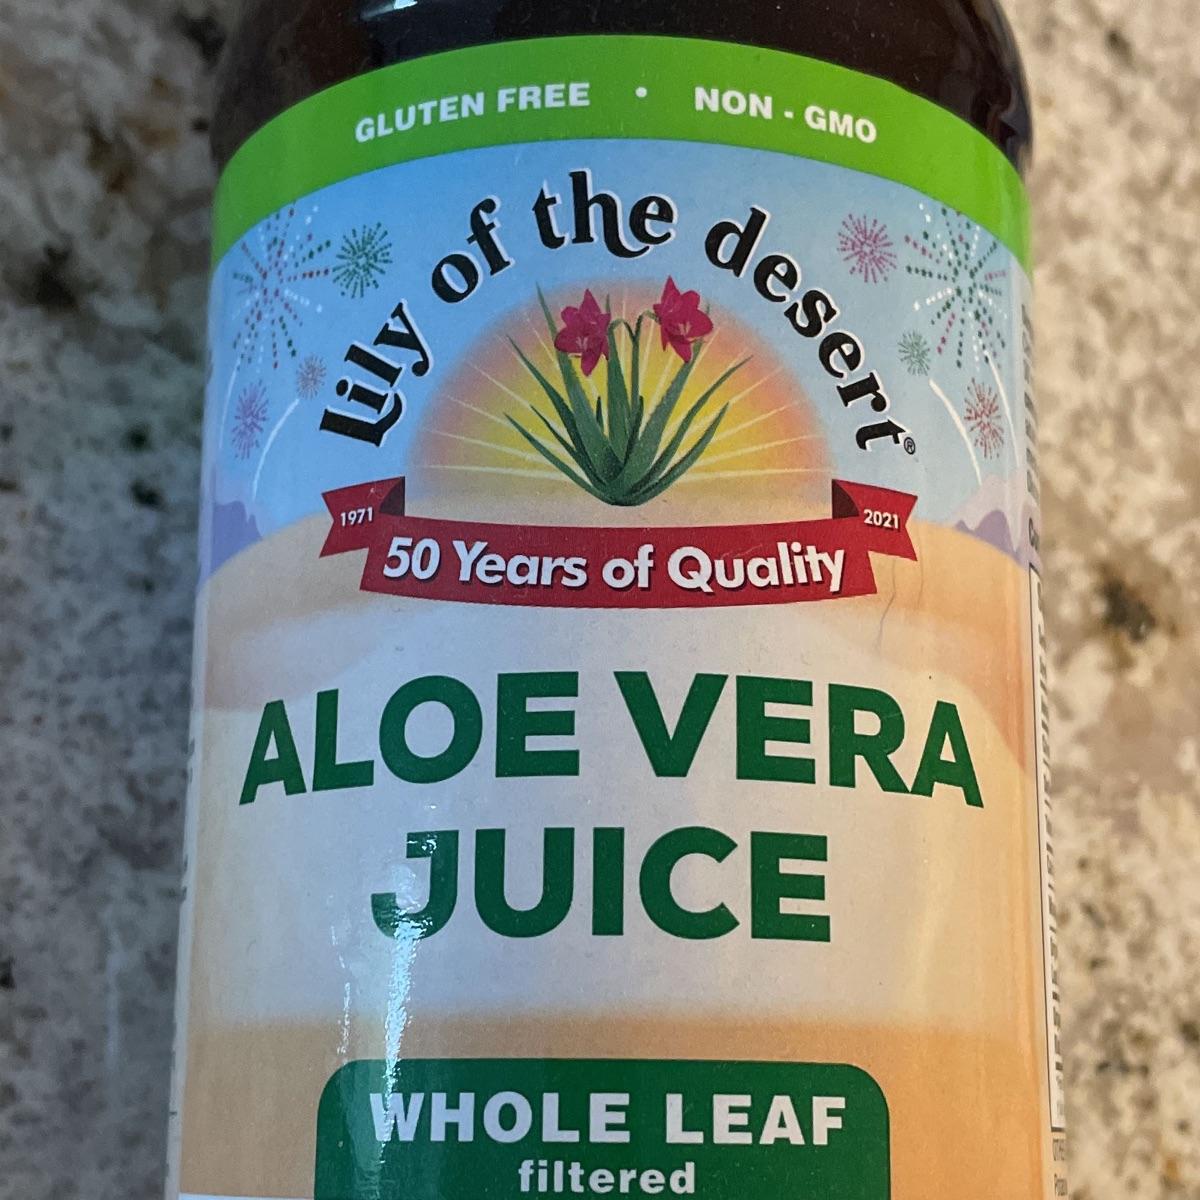 GLUTEN FREE • NON - GMO
Lily of the desert®
1971
2021
50 Years of Quality
ALOE VERA
JUICE
WHOLE LEAF
filtered